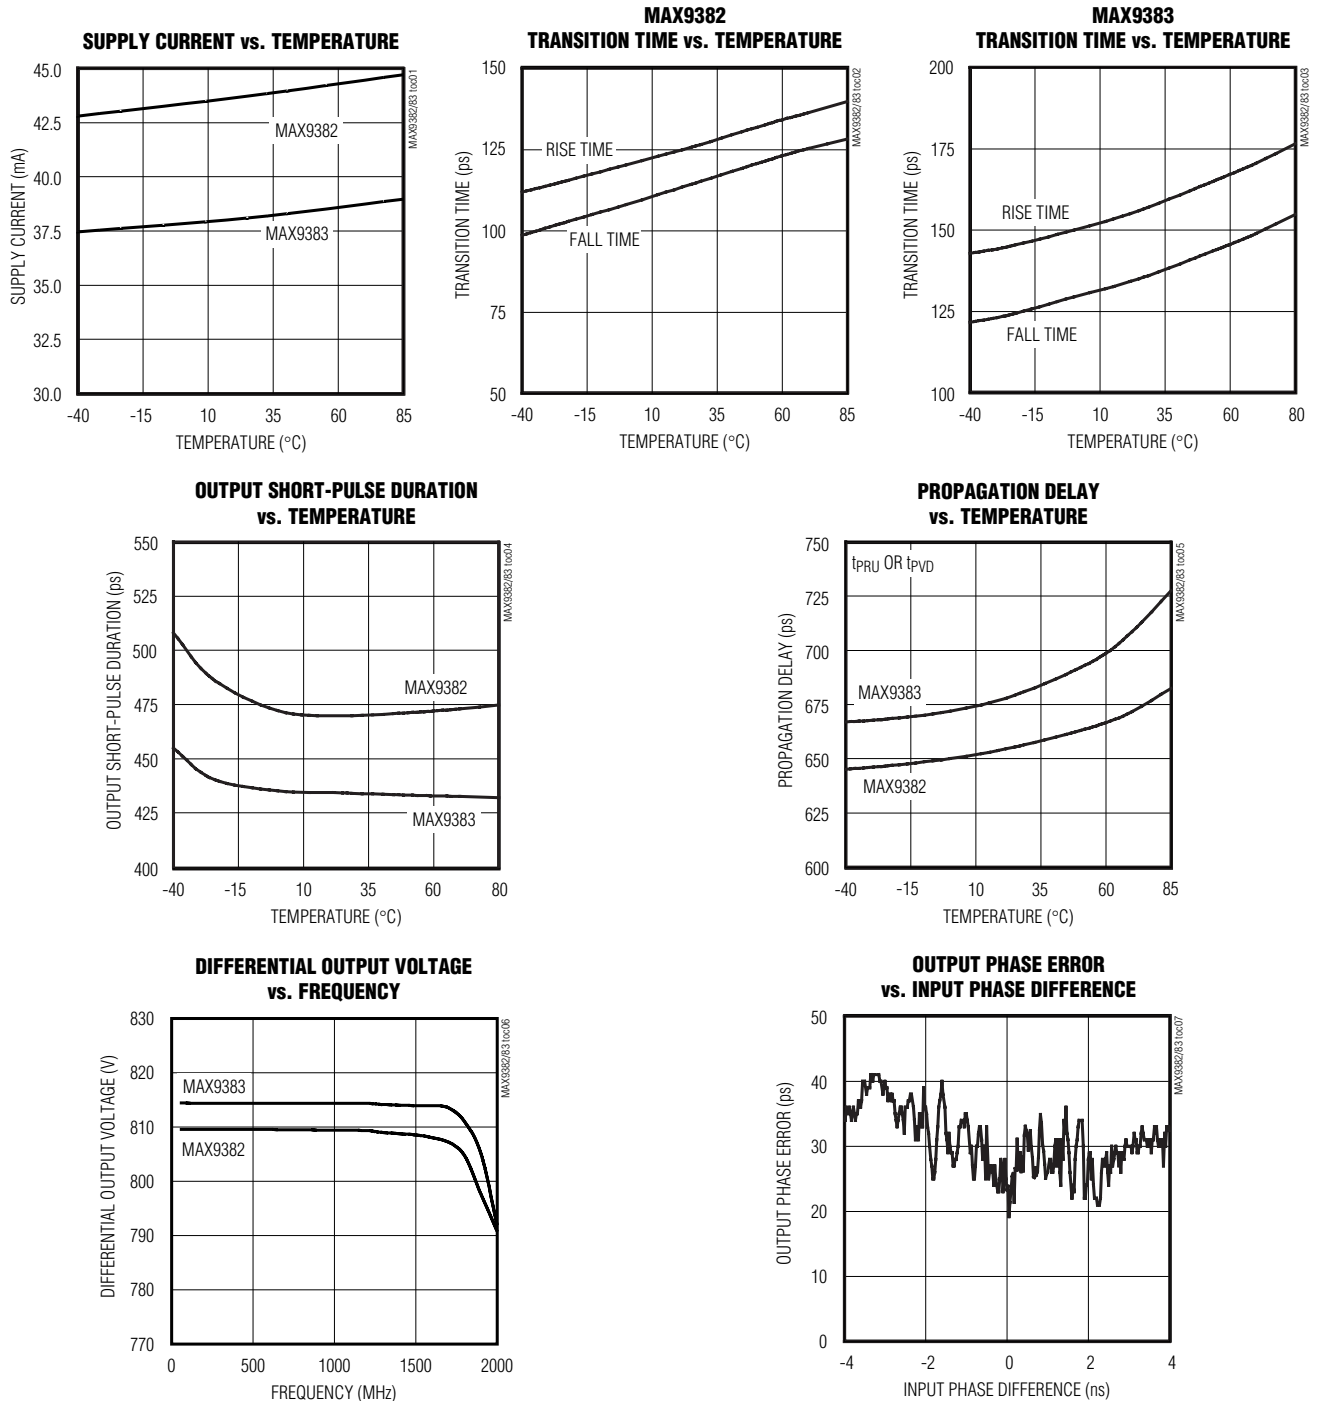 SUPPLY CURRENT vs. TEMPERATURE
45.0
42.5
40.0
37.5
35.0
32.5
30.0
SUPPLY CURRENT (mA)
MAX9382
MAX9383
MAX9382/83 toc01
-40 -15 10 35 60 85
TEMPERATURE (°C)
MAX9382
TRANSITION TIME vs. TEMPERATURE
150
125
100
75
50
TRANSITION TIME (ps)
RISE TIME
FALL TIME
MAX9382/83 toc02
-40 -15 10 35 60 85
TEMPERATURE (°C)
MAX9383
TRANSITION TIME vs. TEMPERATURE
200
175
150
125
100
TRANSITION TIME (ps)
RISE TIME
FALL TIME
MAX9382/83 toc03
-40 -15 10 35 60 80
TEMPERATURE (°C)
OUTPUT SHORT-PULSE DURATION
vs. TEMPERATURE
550
525
500
475
450
425
400
OUTPUT SHORT-PULSE DURATION (ps)
MAX9382
MAX9383
MAX9382/83 toc04
-40 -15 10 35 60 80
TEMPERATURE (°C)
PROPAGATION DELAY
vs. TEMPERATURE
750
725
700
675
650
625
600
PROPAGATION DELAY (ps)
tPRU OR tPVD
MAX9383
MAX9382
MAX9382/83 toc05
-40 -15 10 35 60 85
TEMPERATURE (°C)
DIFFERENTIAL OUTPUT VOLTAGE
vs. FREQUENCY
830
820
810
800
790
780
770
DIFFERENTIAL OUTPUT VOLTAGE (V)
MAX9383
MAX9382
MAX9382/83 toc06
0 500 1000 1500 2000
FREQUENCY (MHz)
OUTPUT PHASE ERROR
vs. INPUT PHASE DIFFERENCE
50
40
30
20
10
0
OUTPUT PHASE ERROR (ps)
MAX9382/83 toc07
-4 -2 0 2 4
INPUT PHASE DIFFERENCE (ns)